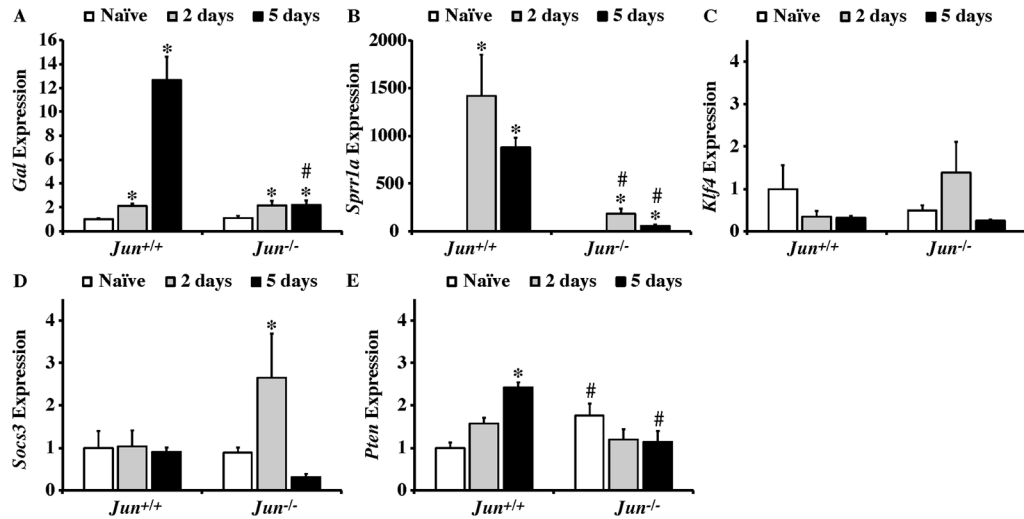 A Naïve 2 days 5 days
16
14
12
10
8
6
4
2
0
Gal Expression
* * * # *
Jun+/+ Jun-/-
B Naïve 2 days 5 days
2000
1500
1000
500
0
Sprr1a Expression
* * # * # *
Jun+/+ Jun-/-
C Naïve 2 days 5 days
4
2
1
0
Klf4 Expression
Jun+/+ Jun-/-
D Naïve 2 days 5 days
4
3
2
1
0
Socs3 Expression
*
Jun+/+ Jun-/-
E Naïve 2 days 5 days
4
3
2
1
0
Pten Expression
* # #
Jun+/+ Jun-/-